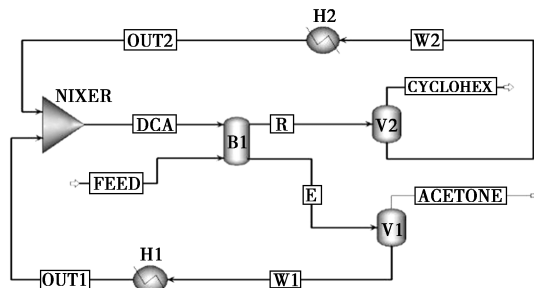 H2
OUT2
W2
NIXER
CYCLOHEX
DCA
R
V2
B1
FEED
E
ACETONE
V1
H1
OUT1
W1